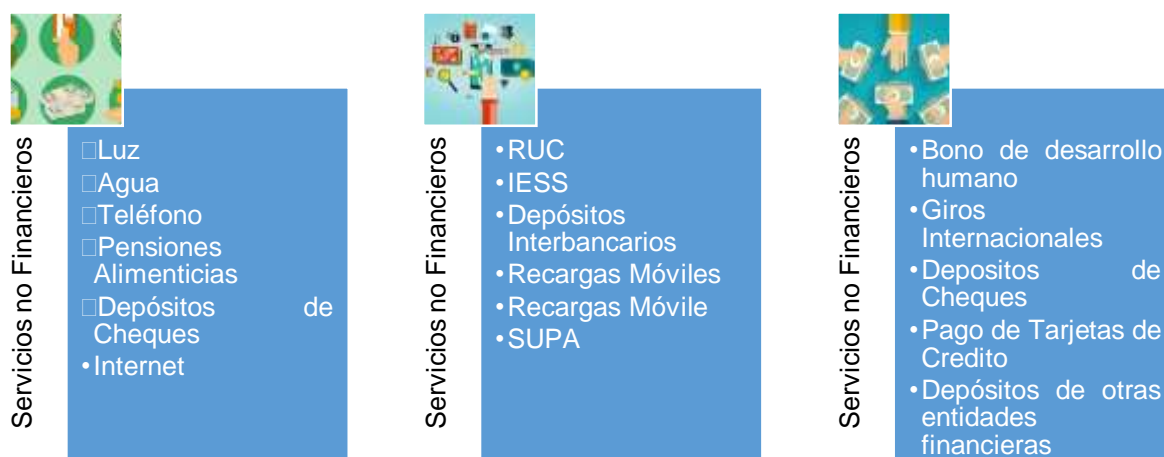 Servicios no Financieros
□Luz
□Agua
□Teléfono
□Pensiones
Alimenticias
□Depósitos de
Cheques
•Internet
Servicios no Financieros
•RUC
•IESS
•Depósitos
Interbancarios
•Recargas Móviles
•Recargas Móvile
•SUPA
Servicios no Financieros
•Bono de desarrollo
humano
•Giros
Internacionales
•Depositos de
Cheques
•Pago de Tarjetas de
Credito
•Depósitos de otras
entidades
financieras